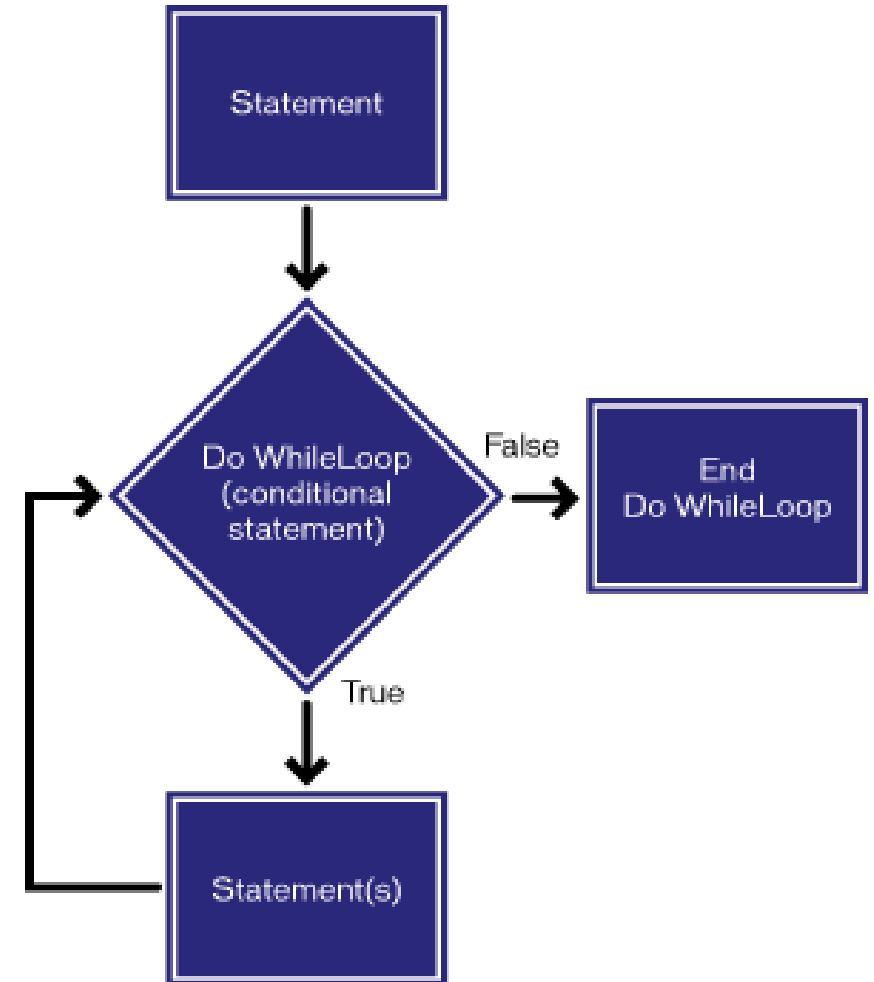 Statement
Do WhileLoop
(conditional
statement)
False
End
Do WhileLoop
True
Statement(s)